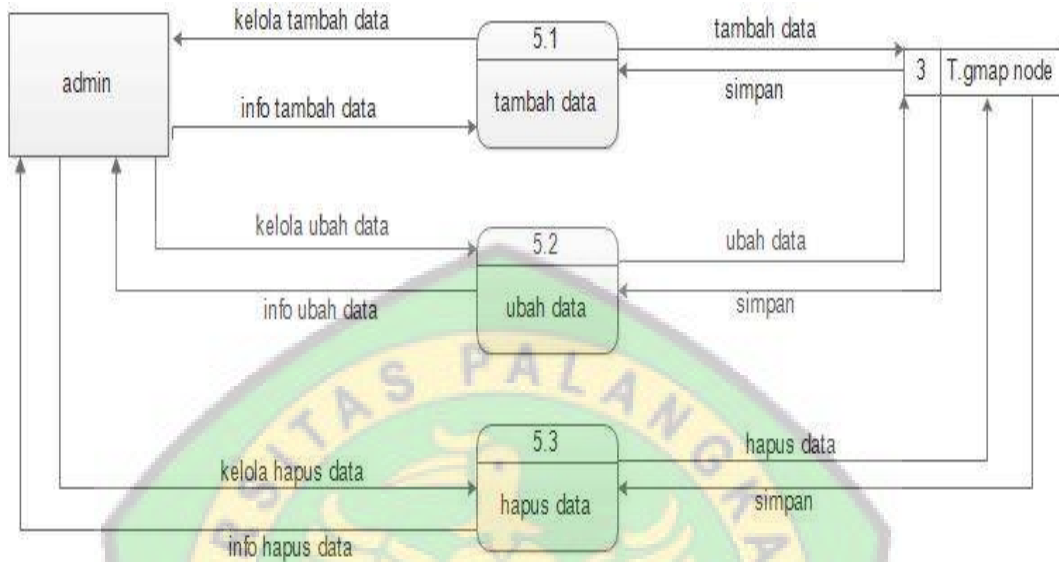 kelola tambah data
admin
info tambah data
5.1
tambah data
tambah data
simpan
3
T.gmap node
kelola ubah data
info ubah data
5.2
ubah data
ubah data
simpan
kelola hapus data
info hapus data
5.3
hapus data
hapus data
simpan
RSITAS PALANGKA